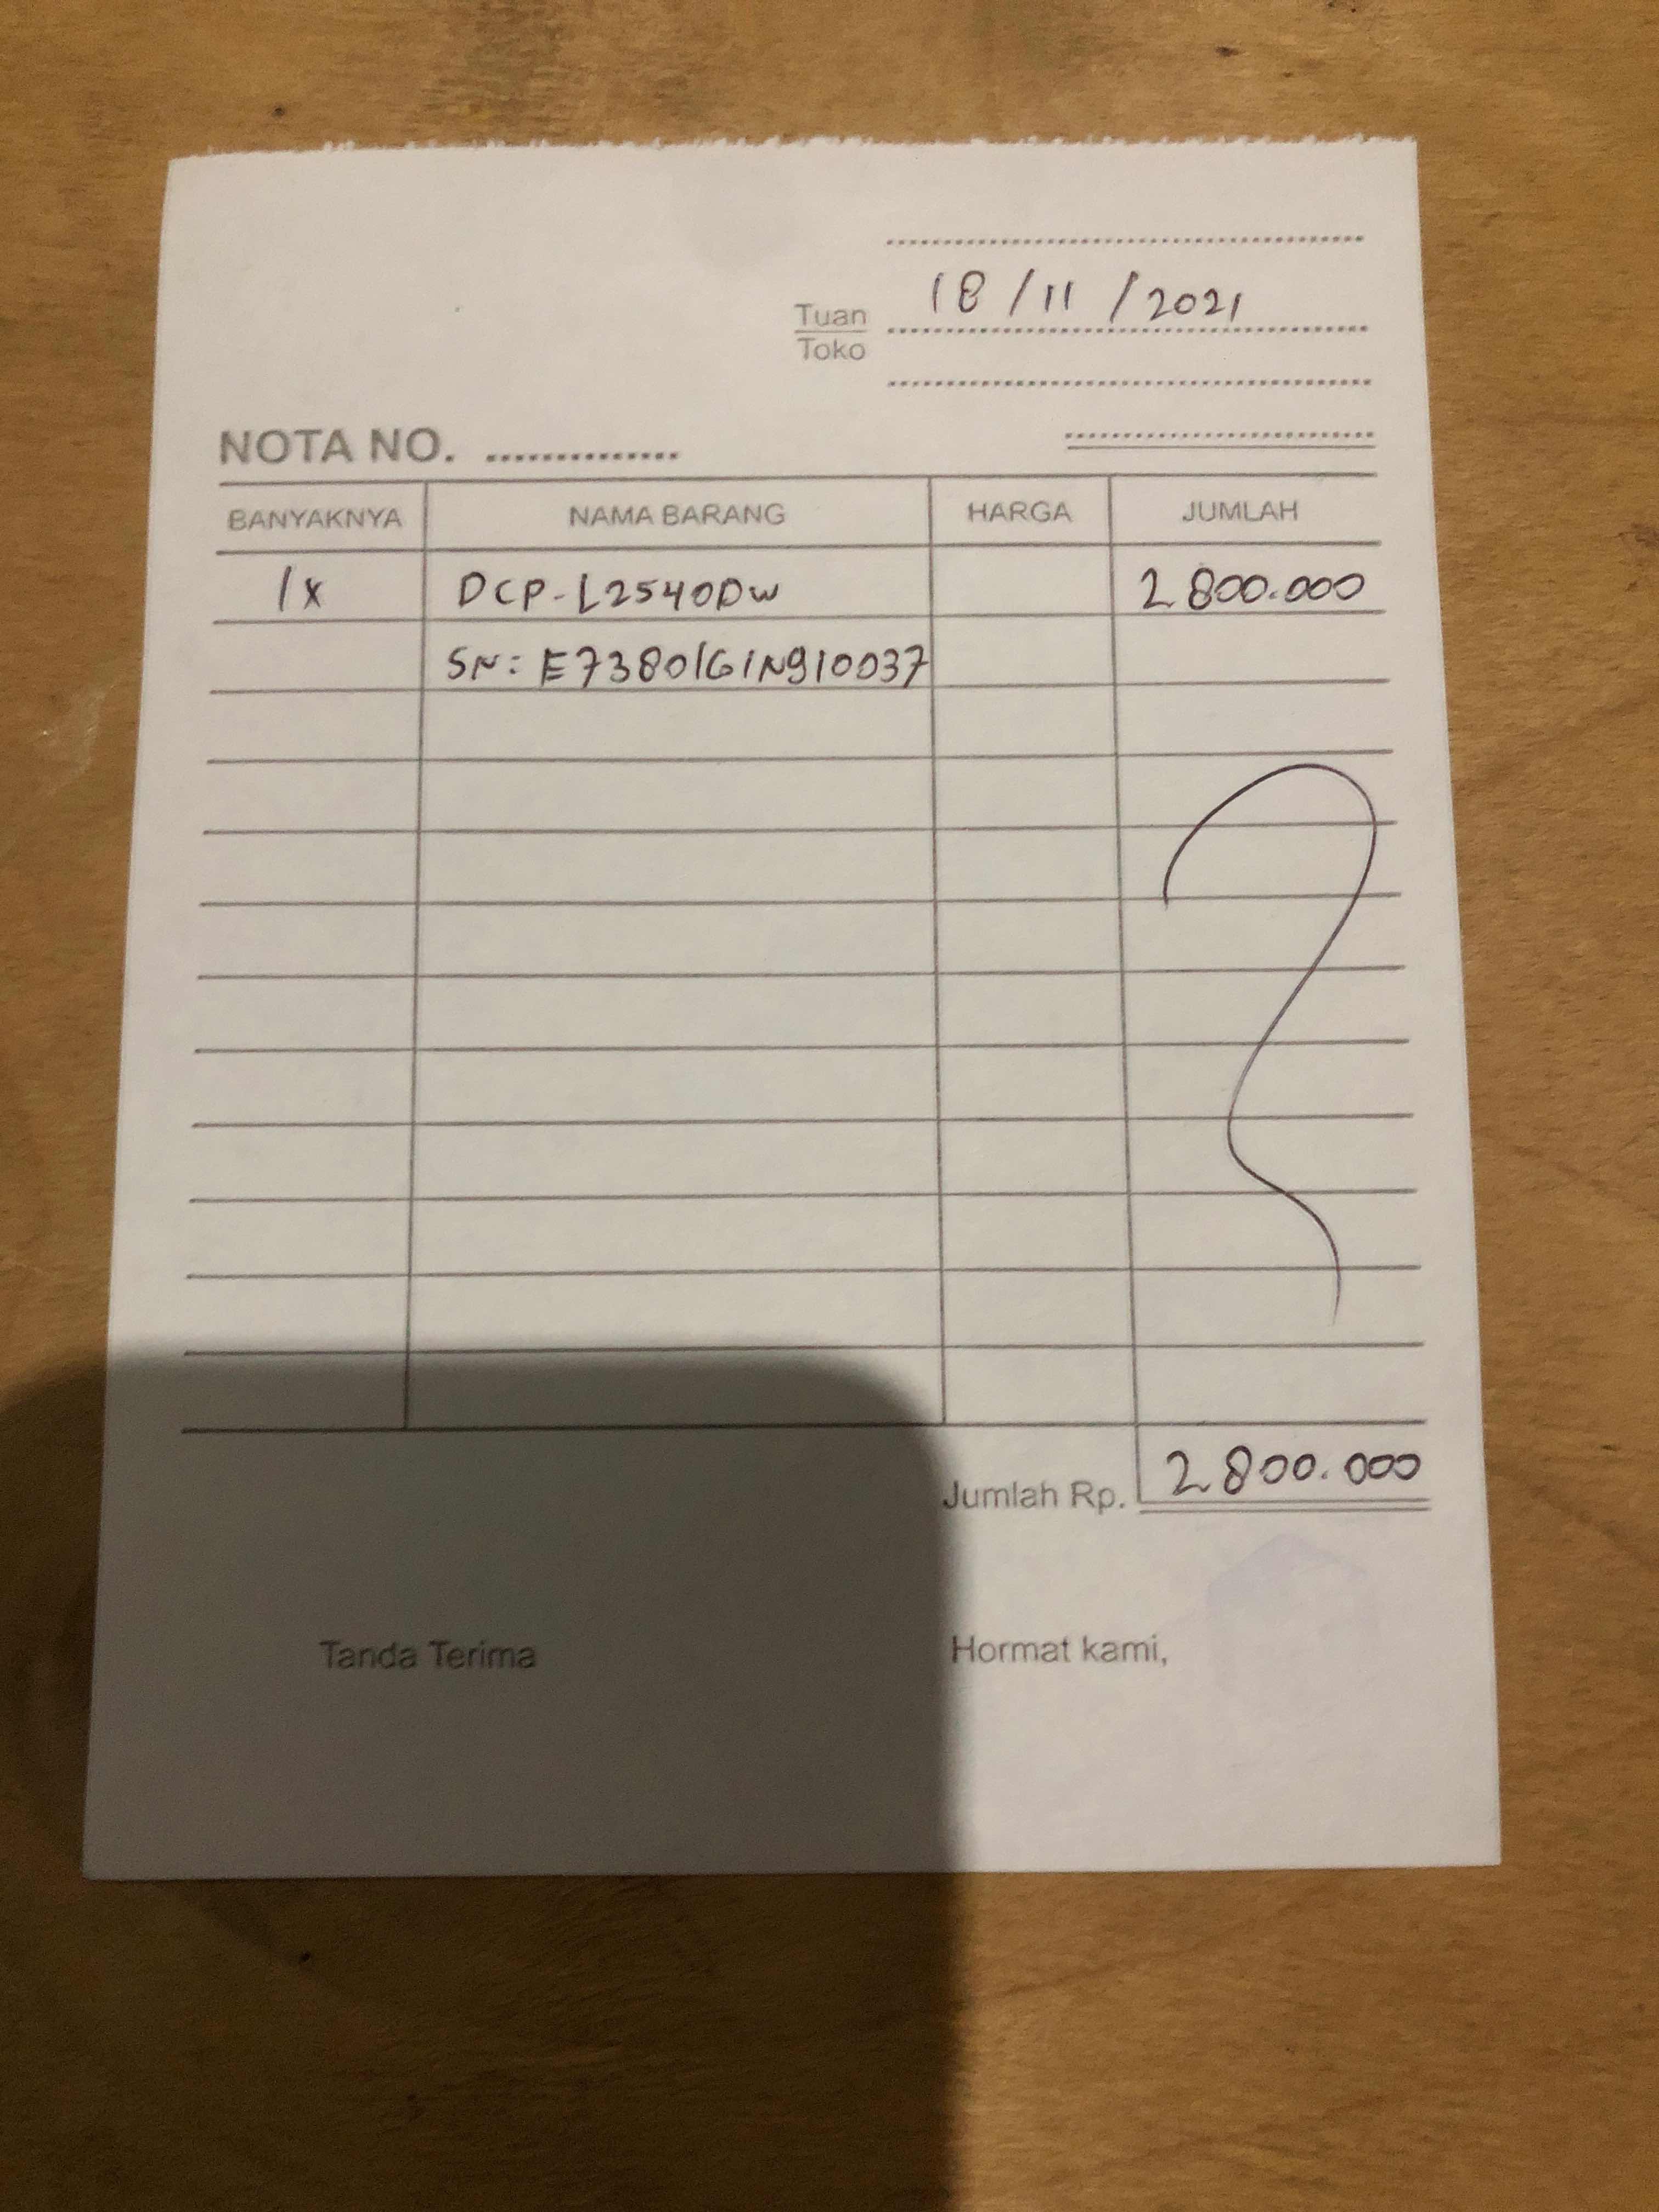 18/11/2021
Tuan
Toko
NOTA NO. ..............
BANYAKNYA NAMA BARANG HARGA JUMLAH
1x DCP-L2540DW 2.800.000
SN: E73801G1N910037
Jumlah Rp. 2.800.000
Tanda Terima Hormat kami,